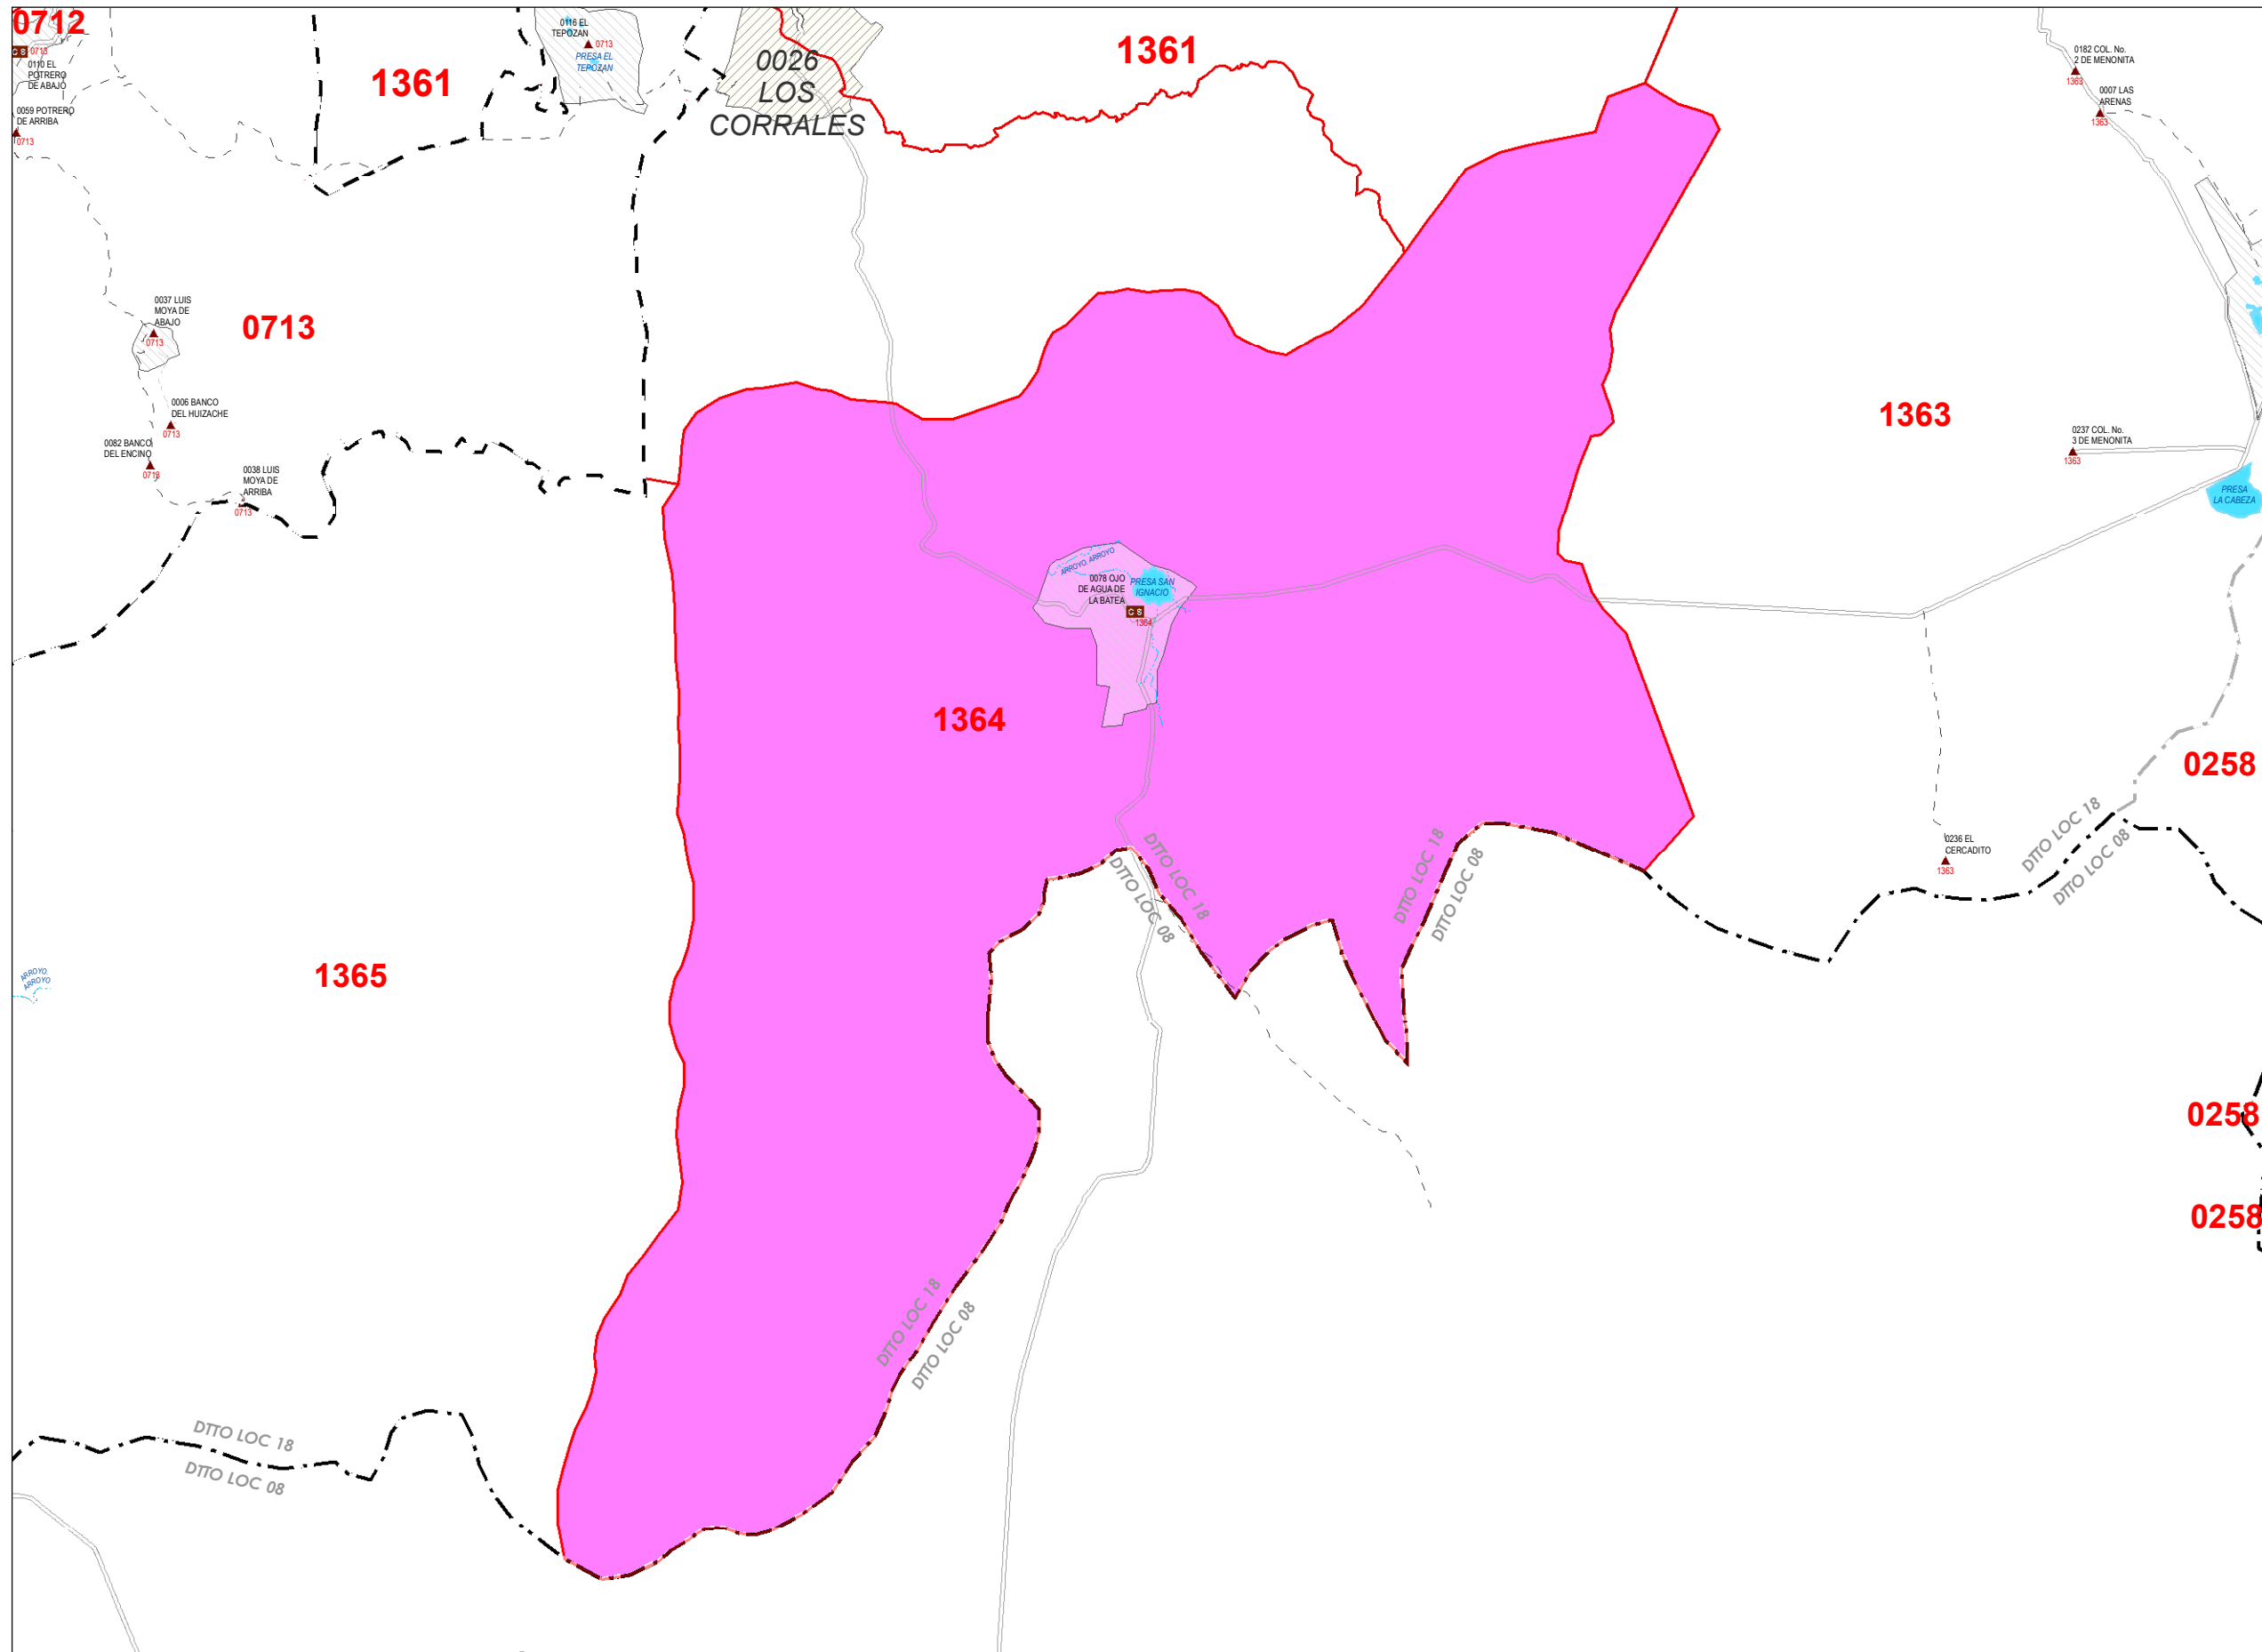 0712
C S 0713
0110 EL
POTRERO
DE ABAJO
0059 POTRERO
DE ARRIBA
0713
1361
0116 EL
TEPOZAN
0713
PRESA EL
TEPOZAN
0026
LOS
CORRALES
1361
0182 COL. No.
2 DE MENONITA
1363
0007 LAS
ARENAS
1363
0037 LUIS
MOYA DE
ABAJO
0713
0713
0006 BANCO
DEL HUIZACHE
0713
0082 BANCO
DEL ENCINO
0713
0038 LUIS
MOYA DE
ARRIBA
0713
1363
0237 COL. No.
3 DE MENONITA
1363
PRESA
LA CABEZA
ARROYO, ARROYO
0078 OJO
DE AGUA DE
LA BATEA
PRESA SAN
IGNACIO
C S
1364
1364
0258
DTTO LOC 18
DTTO LOC 08
DTTO LOC 18
DTTO LOC 08
DTTO LOC 18
DTTO LOC 08
0236 EL
CERCADITO
1363
1365
ARROYO,
ARROYO
0258
0258
DTTO LOC 18
DTTO LOC 08
DTTO LOC 18
DTTO LOC 08